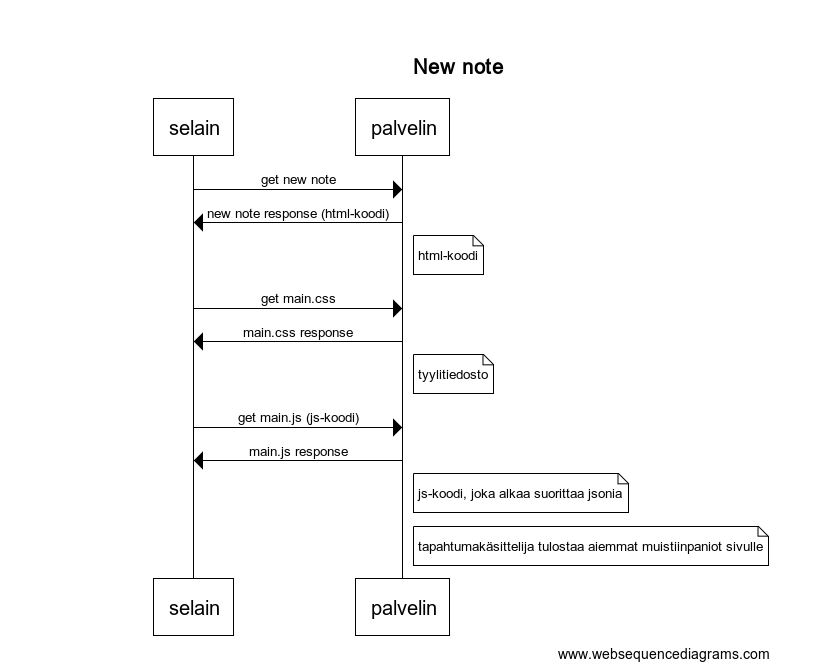 New note
selain
palvelin
get new note
new note response (html-koodi)
html-koodi
get main.css
main.css response
tyylitiedosto
get main.js (js-koodi)
main.js response
js-koodi, joka alkaa suorittaa jsonia
tapahtumakäsittelija tulostaa aiemmat muistiinpaniot sivulle
selain
palvelin
www.websequencediagrams.com